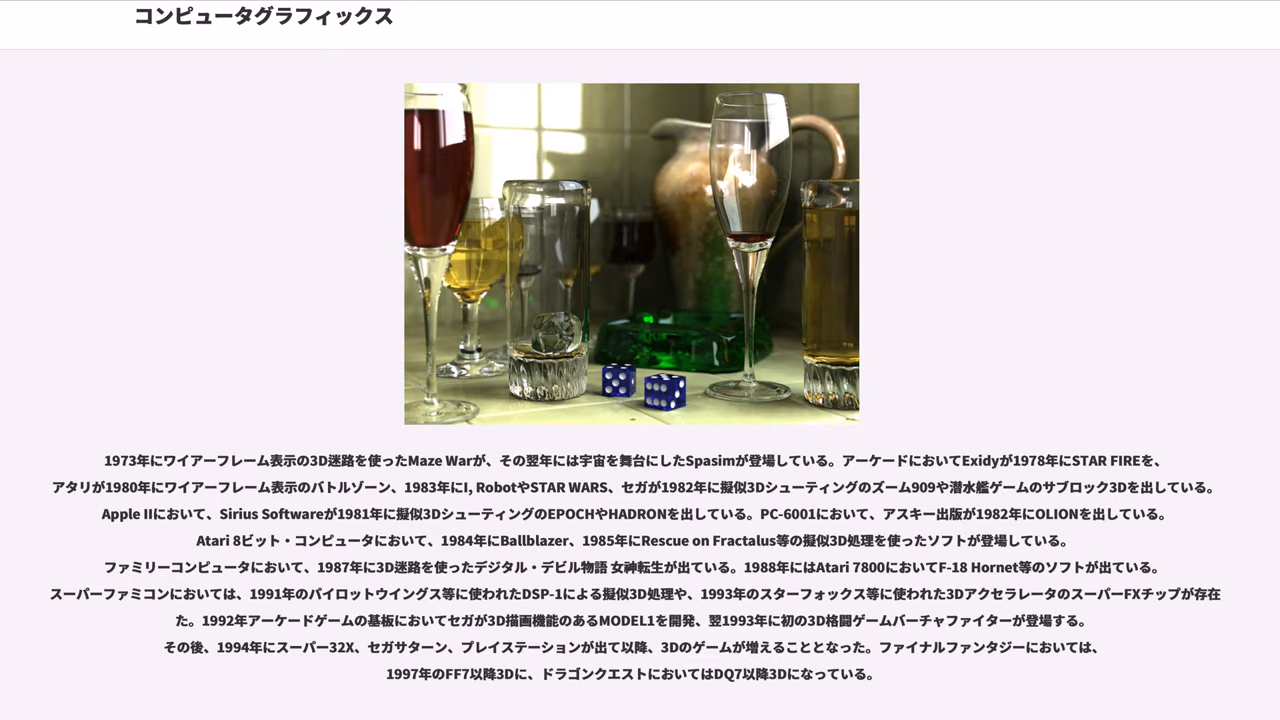 コンピュータグラフィックス
1973年にワイアーフレーム表示の3D迷路を使ったMaze Warが、その翌年には宇宙を舞台にしたSpasimが登場している。アーケードにおいてExidyが1978年にSTAR FIREを、
アタリが1980年にワイアーフレーム表示のバトルゾーン、1983年にI, RobotやSTAR WARS、セガが1982年に擬似3Dシューティングのズーム909や潜水艦ゲームのサブロック3Dを出している。
Apple IIにおいて、Sirius Softwareが1981年に擬似3DシューティングのEPOCHやHADRONを出している。PC-6001において、アスキー出版が1982年にOLIONを出している。
Atari 8ビット・コンピュータにおいて、1984年にBallblazer、1985年にRescue on Fractalus等の擬似3D処理を使ったソフトが登場している。
ファミリーコンピュータにおいて、1987年に3D迷路を使ったデジタル・デビル物語 女神転生が出ている。1988年にはAtari 7800においてF-18 Hornet等のソフトが出ている。
スーパーファミコンにおいては、1991年のパイロットウイングス等に使われたDSP-1による擬似3D処理や、1993年のスターフォックス等に使われた3DアクセラレータのスーパーFXチップが存在
た。1992年アーケードゲームの基板においてセガが3D描画機能のあるMODEL1を開発、翌1993年に初の3D格闘ゲームバーチャファイターが登場する。
その後、1994年にスーパー32X、セガサターン、プレイステーションが出て以降、3Dのゲームが増えることとなった。ファイナルファンタジーにおいては、
1997年のFF7以降3Dに、ドラゴンクエストにおいてはDQ7以降3Dになっている。